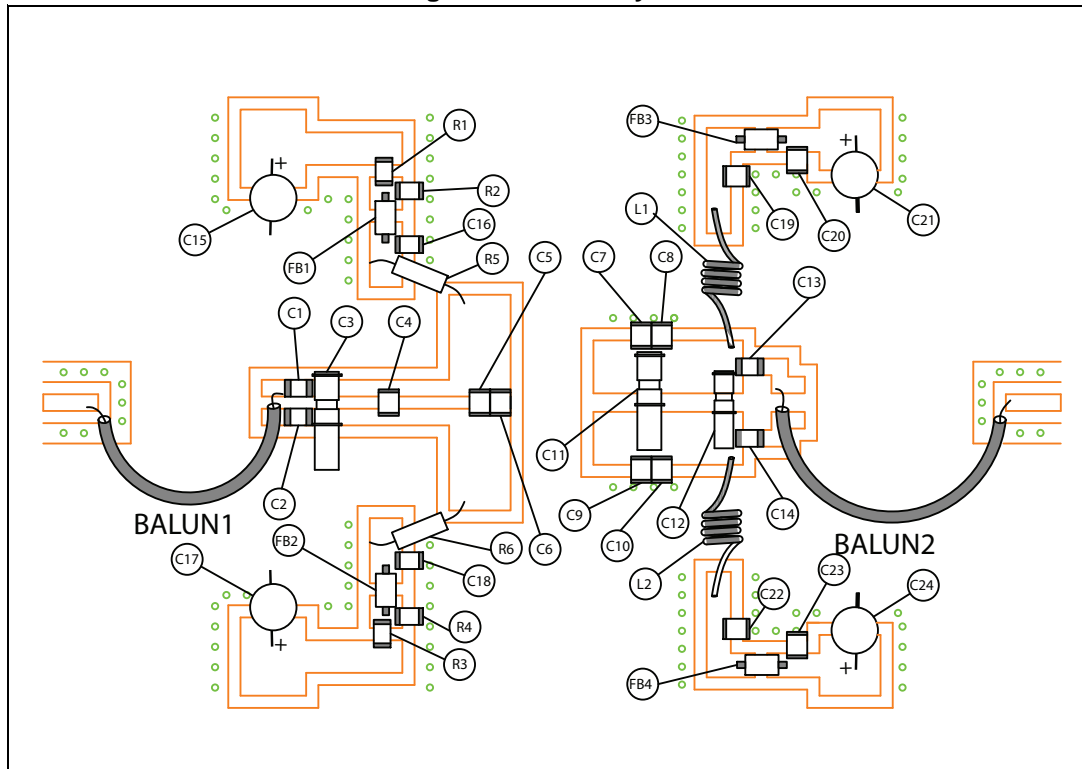 R1
FB3
R2
C19
C20
C21
C15
C16
L1
FB1
R5
C5
C7
C8
C13
C1
C3
C4
C11
C2
C9
C10
C12
C14
BALUN1
BALUN2
FB2
R6
C6
C17
C18
L2
C22
C23
C24
R4
R3
FB4
+
+
+
+